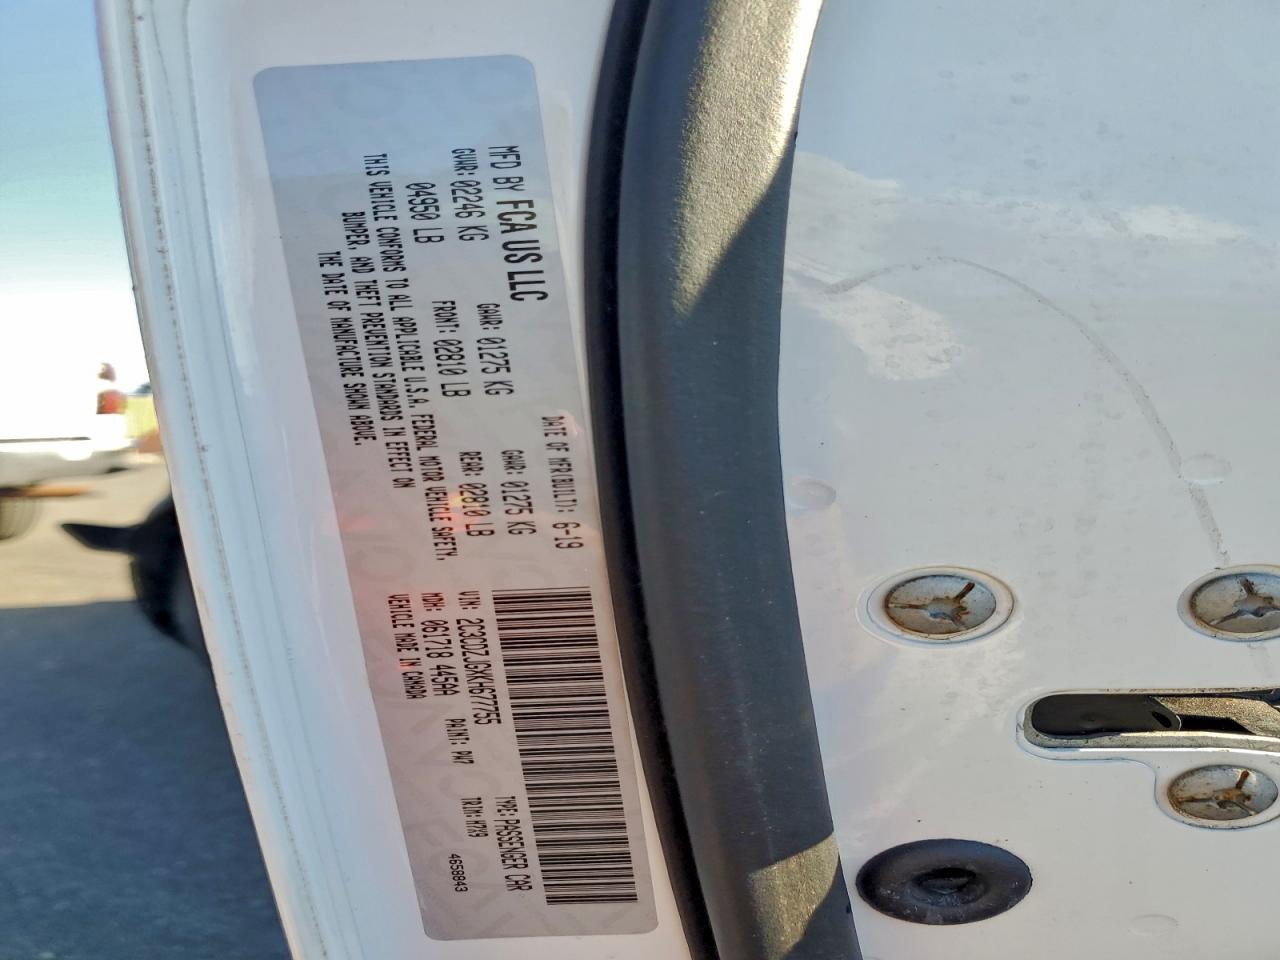 MFD BY FCA US LLC
DATE OF MFR(BUILT): 6-19
GVWR: 02246 KG
GAWR: 01275 KG
GAWR: 01275 KG
04950 LB
FRONT: 02810 LB
REAR: 02810 LB
THIS VEHICLE CONFORMS TO ALL APPLICABLE U.S.A. FEDERAL MOTOR VEHICLE SAFETY,
BUMPER, AND THEFT PREVENTION STANDARDS IN EFFECT ON
THE DATE OF MANUFACTURE SHOWN ABOVE.
TYPE: PASSENGER CAR
VIN: 2C3CDZJGXKH677755
MDH: 061718 445AA
PAINT: PW7
TRIM: H7X9
VEHICLE MADE IN CANADA
4658843